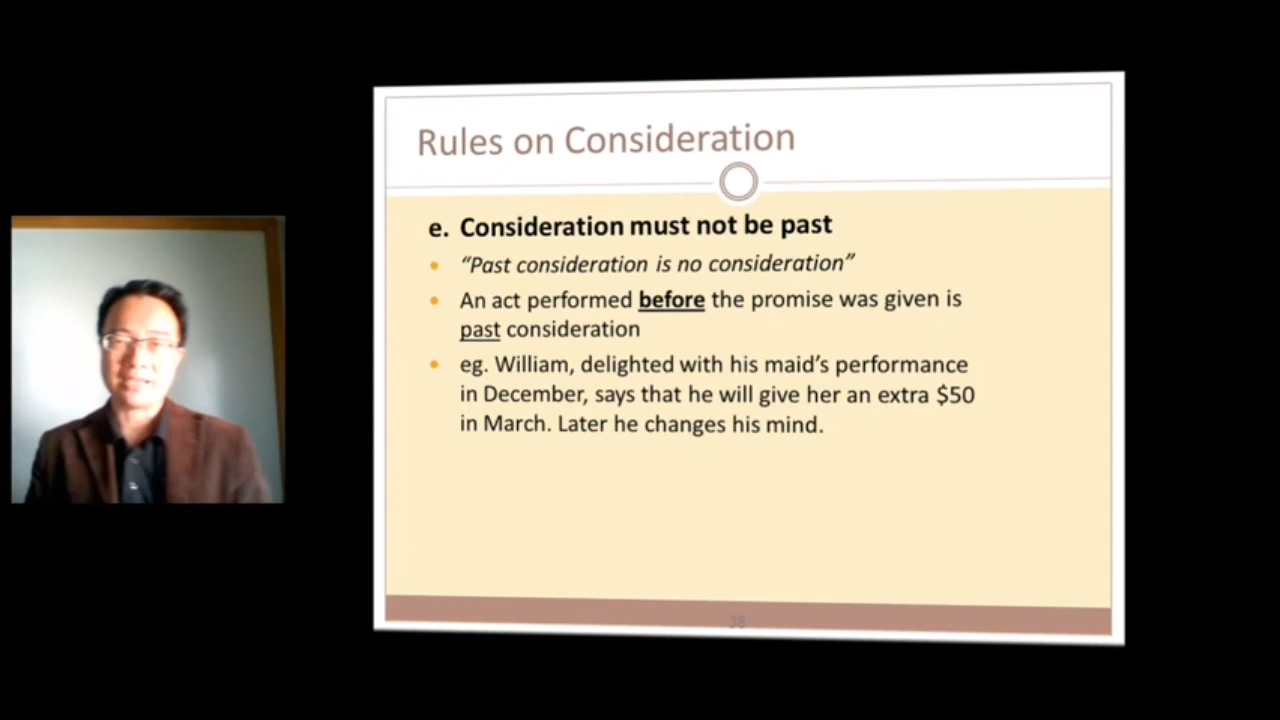 Rules on Consideration
e. Consideration must not be past
• “Past consideration is no consideration”
• An act performed before the promise was given is
past consideration
• eg. William, delighted with his maid’s performance
in December, says that he will give her an extra $50
in March. Later he changes his mind.
38